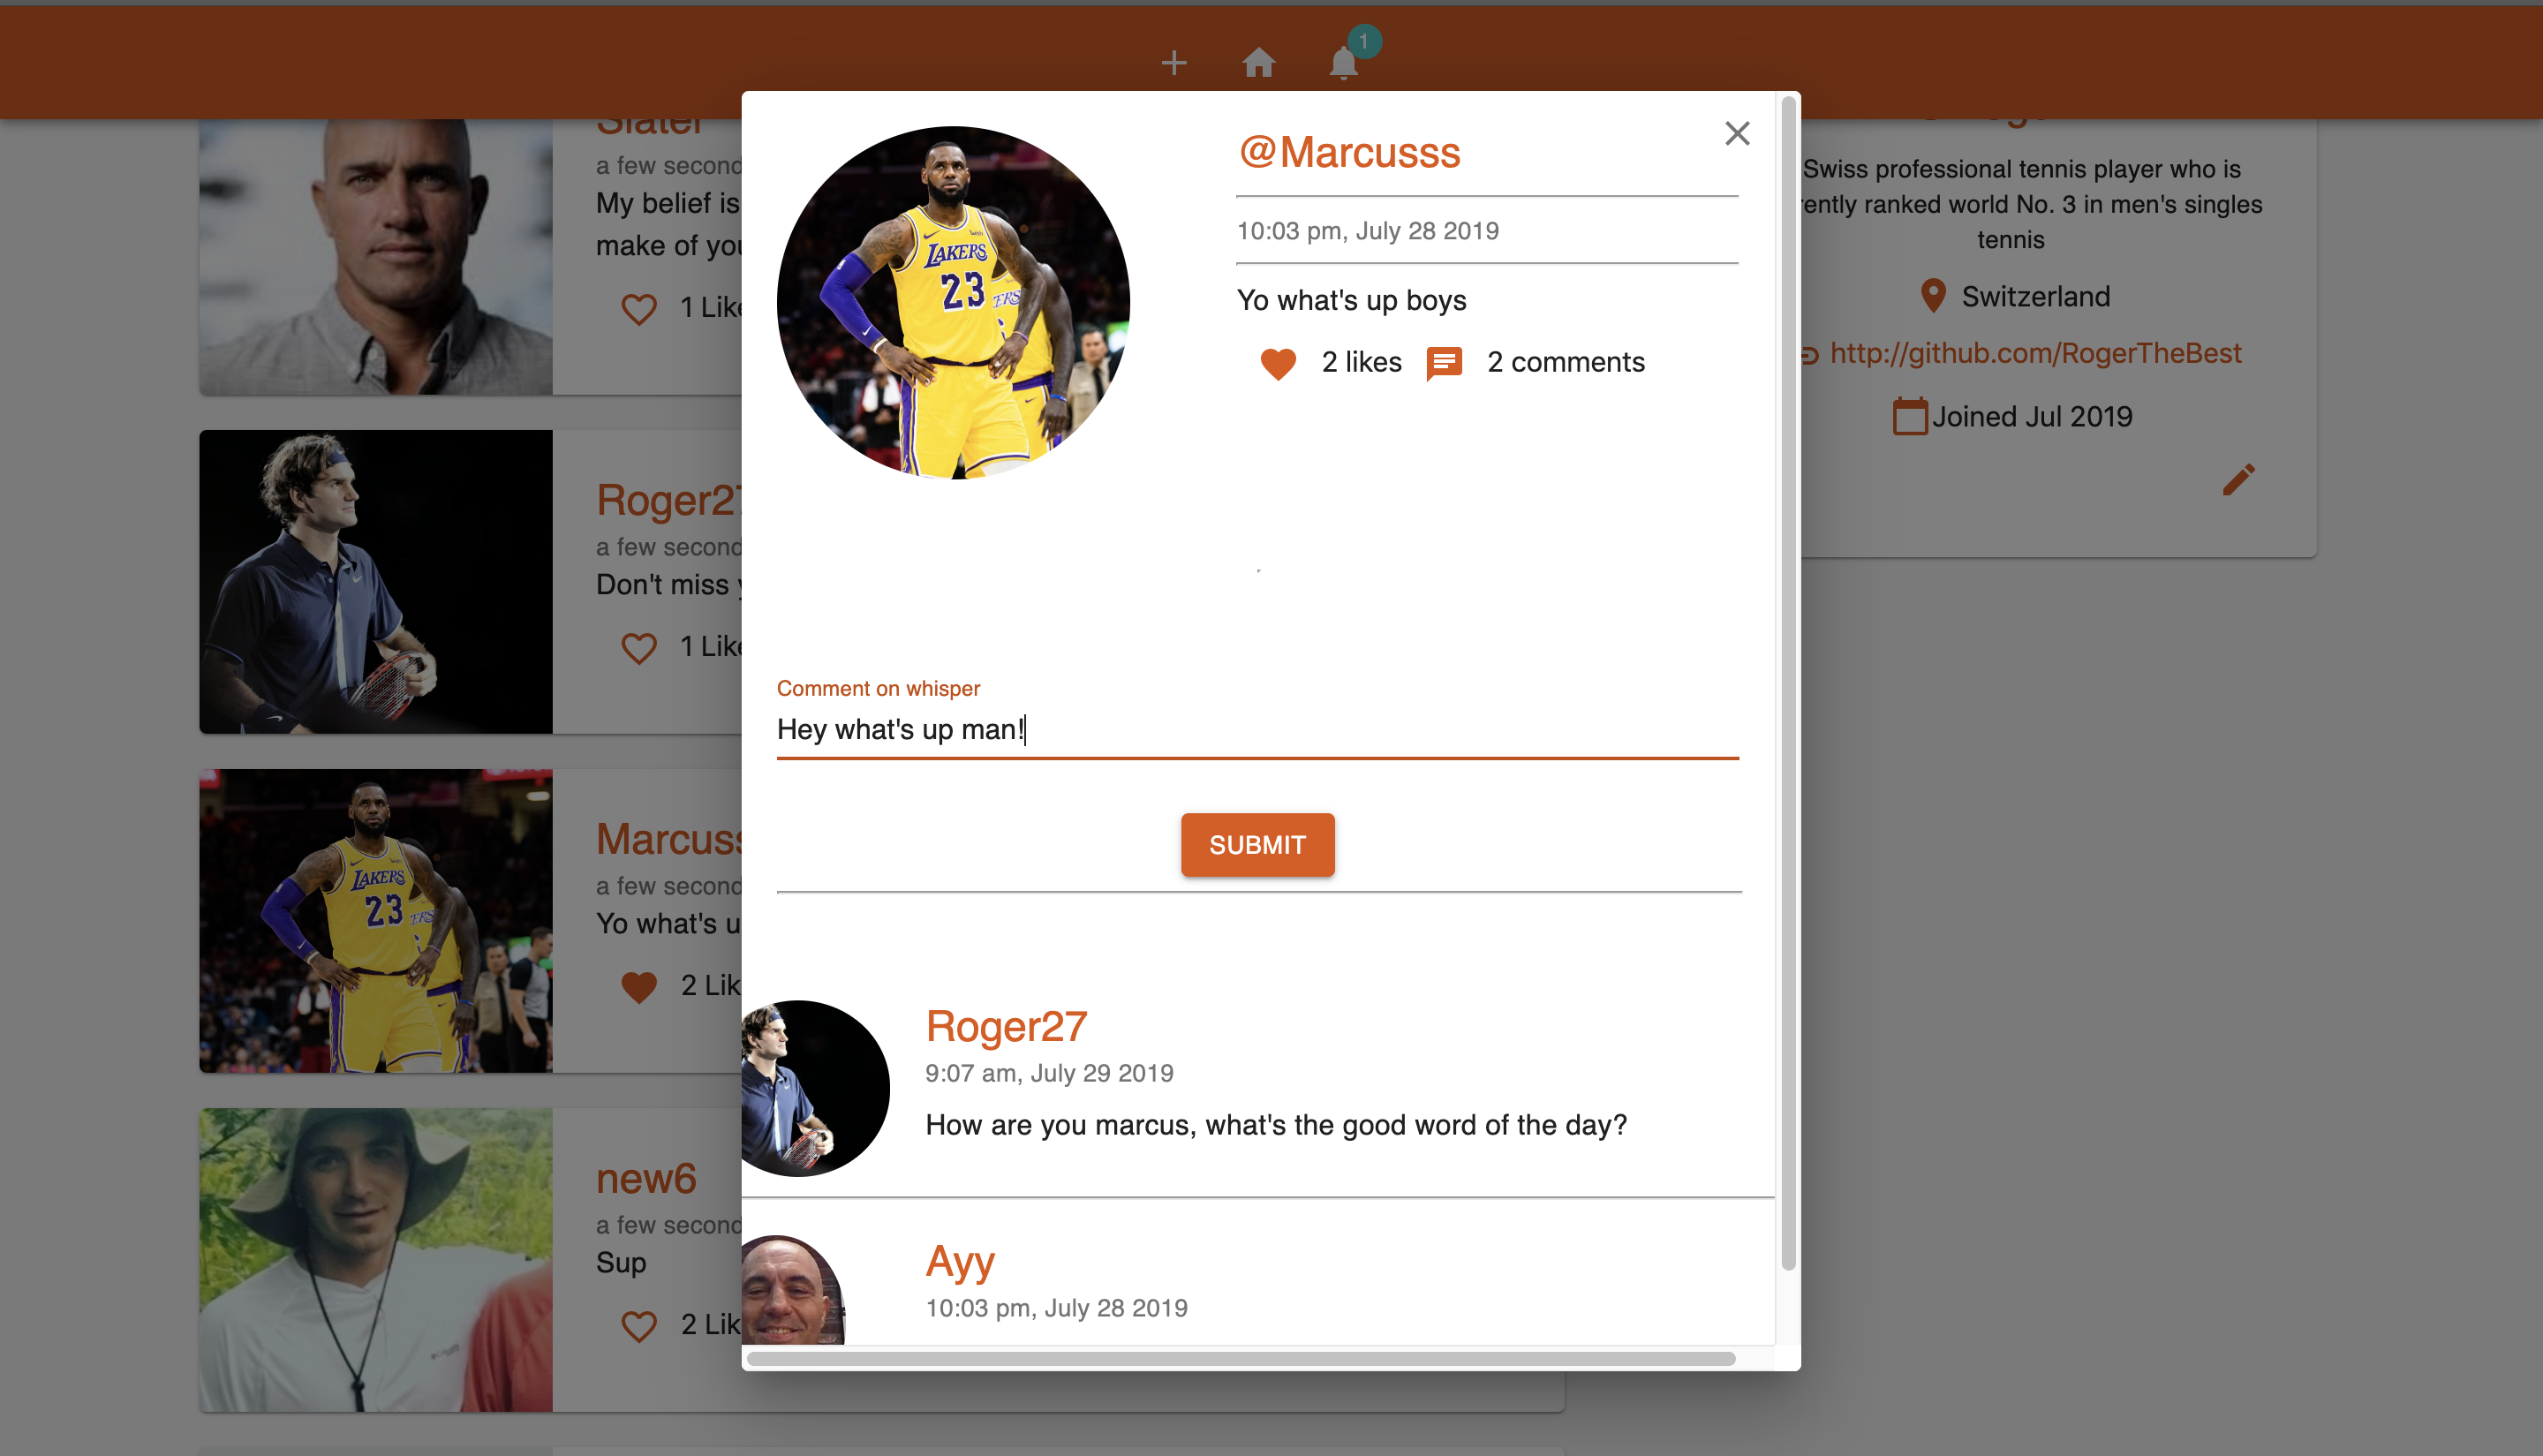 1
Slater
a few second
My belief is
make of you
1 Like
Roger27
a few second
Don't miss y
1 Like
Marcuss
a few second
Yo what's u
2 Lik
new6
a few second
Sup
2 Lik
@Marcusss
10:03 pm, July 28 2019
Yo what's up boys
2 likes
2 comments
LAKERS
23
Comment on whisper
Hey what's up man!
SUBMIT
Roger27
9:07 am, July 29 2019
How are you marcus, what's the good word of the day?
Ayy
10:03 pm, July 28 2019
Swiss professional tennis player who is
rently ranked world No. 3 in men's singles
tennis
Switzerland
http://github.com/RogerTheBest
Joined Jul 2019
LAKERS
23